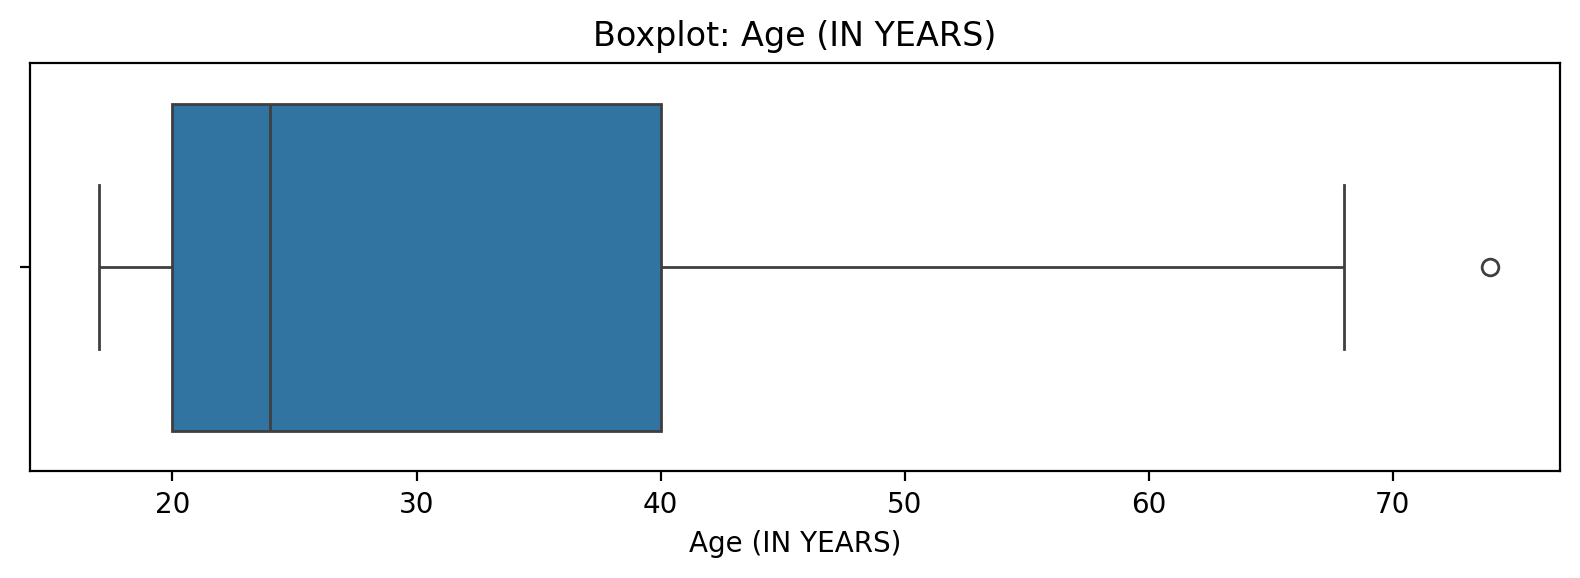 Boxplot: Age (IN YEARS)
20 30 40 50 60 70
Age (IN YEARS)